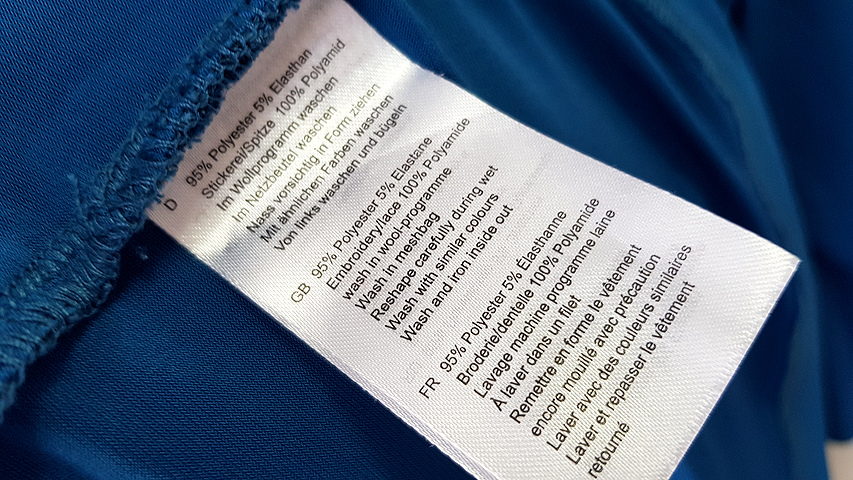 D 95% Polyester 5% Elasthan
Stickerei/Spitze 100% Polyamid
Im Wollprogramm waschen
Im Netzbeutel waschen
Nass vorsichtig in Form ziehen
Mit ähnlichen Farben waschen
Von links waschen und bügeln
GB 95% Polyester 5% Elastane
Embroidery/lace 100% Polyamide
wash in wool-programme
Wash in meshbag
Reshape carefully during wet
Wash with similar colours
Wash and iron inside out
FR 95% Polyester 5% Élasthanne
Broderie/dentelle 100% Polyamide
Lavage machine programme laine
À laver dans un filet
Remettre en forme le vêtement
encore mouillé avec précaution
Laver avec des couleurs similaires
Laver et repasser le vêtement
retourné